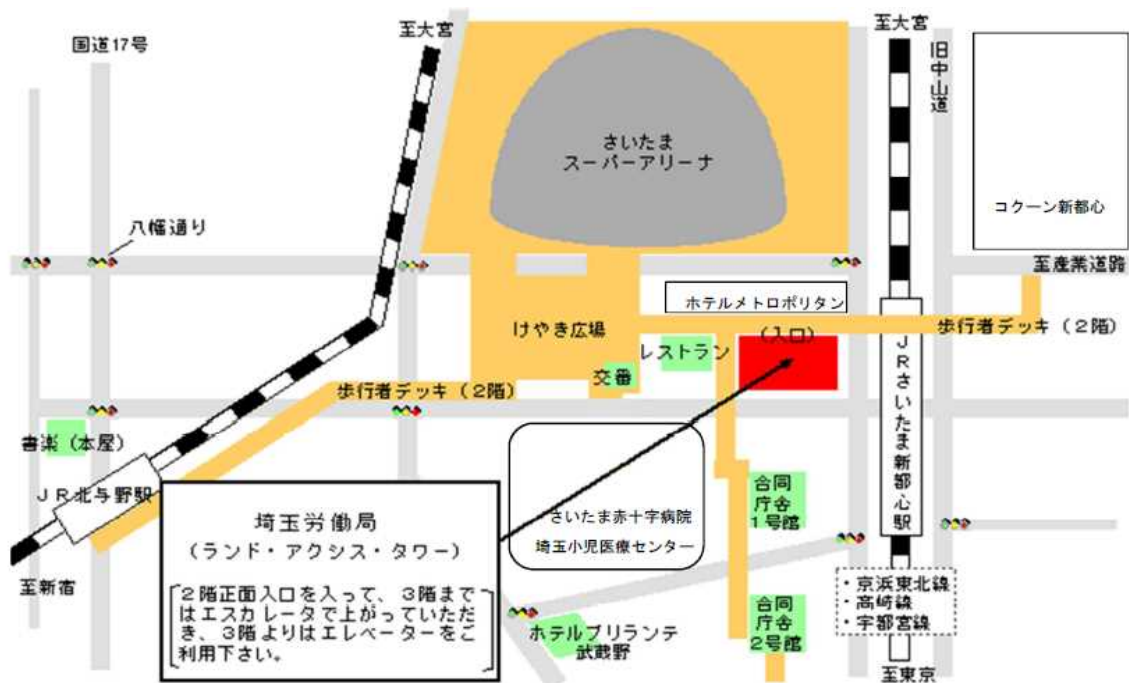 国道17号
至大宮
至大宮
旧中山道
さいたま
スーパーアリーナ
コクーン新都心
八幡通り
至産業道路
ホテルメトロポリタン
けやき広場
(入口)
歩行者デッキ(2階)
レストラン
交番
歩行者デッキ(2階)
JRさいたま新都心駅
書楽(本屋)
JR北与野駅
合同
庁舎
1号館
埼玉労働局
(ランド・アクシス・タワー)
さいたま赤十字病院
埼玉小児医療センター
至新宿
2階正面入口を入って、3階まで
はエスカレータで上がっていただ
き、3階よりはエレベーターをご
利用下さい。
・京浜東北線
・高崎線
・宇都宮線
合同
庁舎
2号館
ホテルブリランテ
武蔵野
至東京